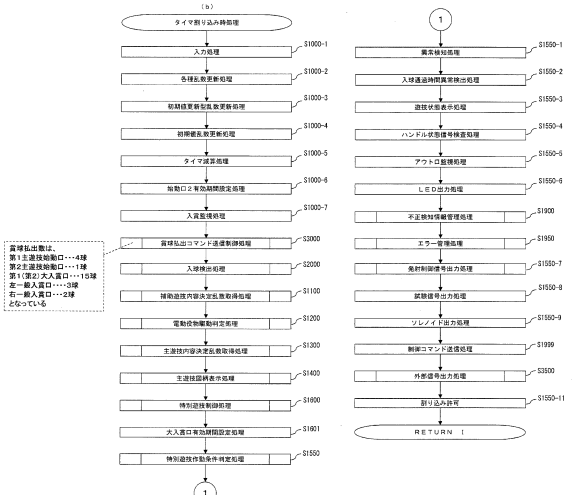 (b)
タイマ割り込み時処理
入力処理
S1000-1
各種乱数更新処理
S1000-2
初期値更新型乱数更新処理
S1000-3
初期値乱数更新処理
S1000-4
タイマ減算処理
S1000-5
始動口2有効期間設定処理
S1000-6
入賞監視処理
S1000-7
賞球払出コマンド送信制御処理
S3000
賞球払出数は、
第1主遊技始動口・・・4球
第2主遊技始動口・・・1球
第1(第2)大入賞口・・・15球
左一般入賞口・・・・3球
右一般入賞口・・・2球
となっている
入球検出処理
S2000
補助遊技内容決定乱数取得処理
S1100
電動役物駆動判定処理
S1200
主遊技内容決定乱数取得処理
S1300
主遊技図柄表示処理
S1400
特別遊技制御処理
S1600
大入賞口有効期間設定処理
S1601
特別遊技作動条件判定処理
S1550
1
1
異常検知処理
S1550-1
入球通過時間異常検出処理
S1550-2
遊技状態表示処理
S1550-3
ハンドル状態信号検査処理
S1550-4
アウトロ監視処理
S1550-5
LED出力処理
S1550-6
不正検知情報管理処理
S1900
エラー管理処理
S1950
発射制御信号出力処理
S1550-7
試験信号出力処理
S1550-8
ソレノイド出力処理
S1550-9
制御コマンド送信処理
S1999
外部信号出力処理
S3500
割り込み許可
S1550-11
RETURN I